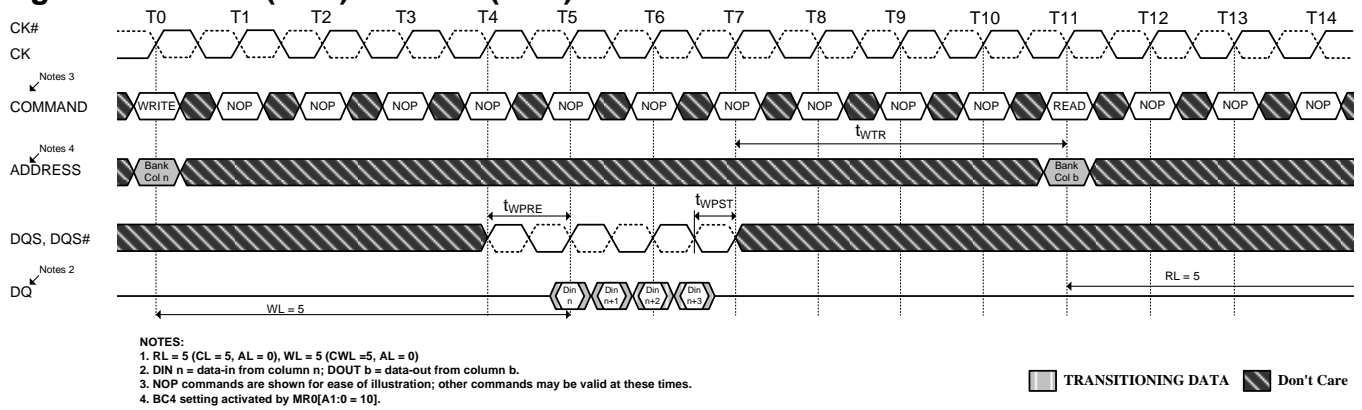 T0 T1 T2 T3 T4 T5 T6 T7 T8 T9 T10 T11 T12 T13 T14
CK#
CK
Notes 3
COMMAND
WRITE NOP NOP NOP NOP NOP NOP NOP NOP NOP NOP READ NOP NOP NOP
tWTR
Notes 4
ADDRESS
Bank
Col n
Bank
Col b
tWPRE
tWPST
DQS, DQS#
Notes 2
DQ
Din
n
Din
n+1
Din
n+2
Din
n+3
RL = 5
WL = 5
NOTES:
1. RL = 5 (CL = 5, AL = 0), WL = 5 (CWL =5, AL = 0)
2. DIN n = data-in from column n; DOUT b = data-out from column b.
3. NOP commands are shown for ease of illustration; other commands may be valid at these times.
4. BC4 setting activated by MR0[A1:0 = 10].
TRANSITIONING DATA
Don't Care